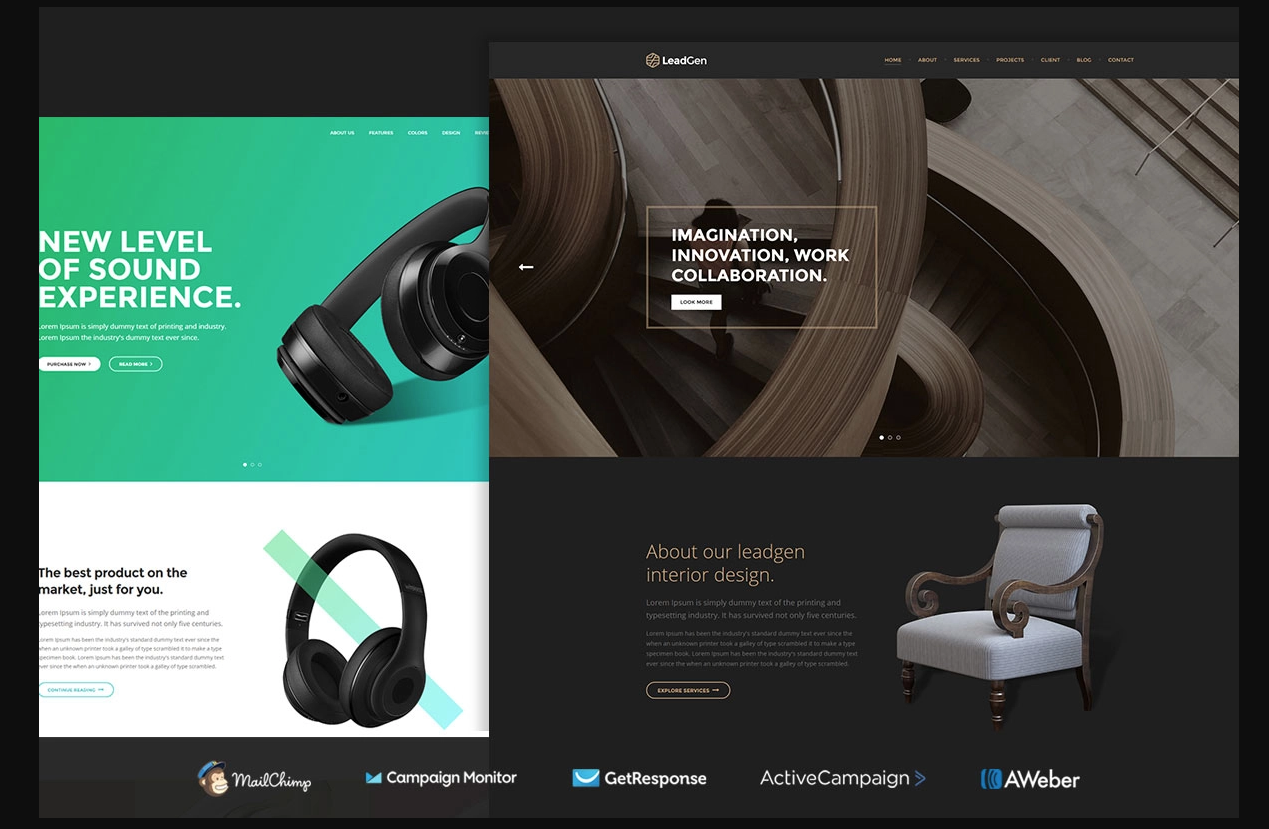 LeadGen
HOME ABOUT SERVICES PROJECTS CLIENT BLOG CONTACT
IMAGINATION,
INNOVATION, WORK
COLLABORATION.
LOOK MORE
ABOUT US FEATURES COLORS DESIGN REVIE
NEW LEVEL
OF SOUND
EXPERIENCE.
Lorem Ipsum is simply dummy text of printing and industry.
Lorem Ipsum the industry's dummy text ever since.
PURCHASE NOW READ MORE
The best product on the
market, just for you.
Lorem Ipsum is simply dummy text of the printing and
typesetting industry. It has survived not only five centuries.
Lorem Ipsum has been the industry's standard dummy text ever since the
when an unknown printer took a galley of type scrambled it to make a type
specimen book. Lorem Ipsum has been the industry's standard dummy text
ever since the when an unknown printer took a galley of type scrambled.
CONTINUE READING
About our leadgen
interior design.
Lorem Ipsum is simply dummy text of the printing and
typesetting industry. It has survived not only five centuries.
Lorem Ipsum has been the industry's standard dummy text ever since the
when an unknown printer took a galley of type scrambled it to make a type
specimen book. Lorem Ipsum has been the industry's standard dummy text
ever since the when an unknown printer took a galley of type scrambled.
EXPLORE SERVICES
MailChimp Campaign Monitor GetResponse ActiveCampaign > AWeber